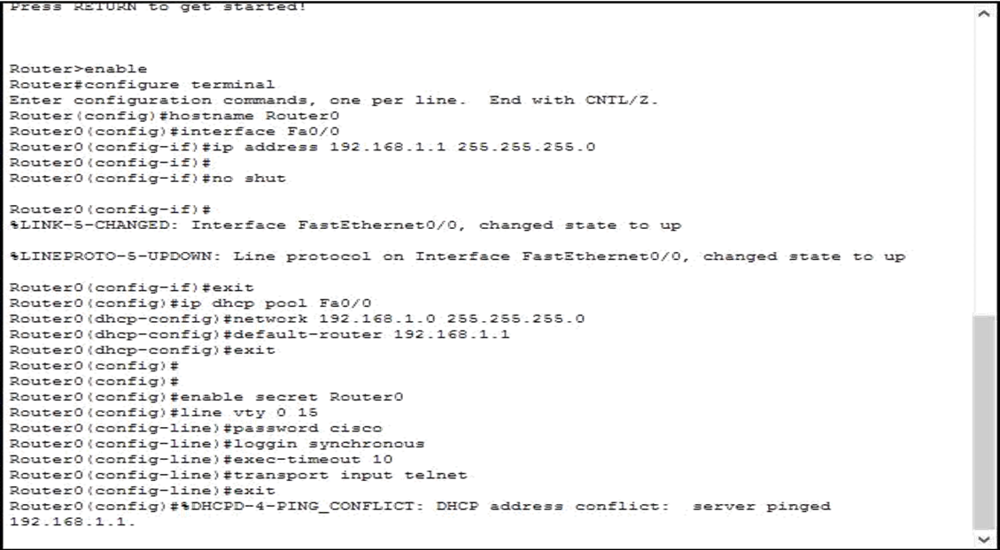 Press RETURN to get started!
Router>enable
Router#configure terminal
Enter configuration commands, one per line.  End with CNTL/Z.
Router(config)#hostname Router0
Router0(config)#interface Fa0/0
Router0(config-if)#ip address 192.168.1.1 255.255.255.0
Router0(config-if)#
Router0(config-if)#no shut
Router0(config-if)#
%LINK-5-CHANGED: Interface FastEthernet0/0, changed state to up
%LINEPROTO-5-UPDOWN: Line protocol on Interface FastEthernet0/0, changed state to up
Router0(config-if)#exit
Router0(config)#ip dhcp pool Fa0/0
Router0(dhcp-config)#network 192.168.1.0 255.255.255.0
Router0(dhcp-config)#default-router 192.168.1.1
Router0(dhcp-config)#exit
Router0(config)#
Router0(config)#
Router0(config)#enable secret Router0
Router0(config)#line vty 0 15
Router0(config-line)#password cisco
Router0(config-line)#loggin synchronous
Router0(config-line)#exec-timeout 10
Router0(config-line)#transport input telnet
Router0(config-line)#exit
Router0(config)#%DHCPD-4-PING_CONFLICT: DHCP address conflict:  server pinged
192.168.1.1.